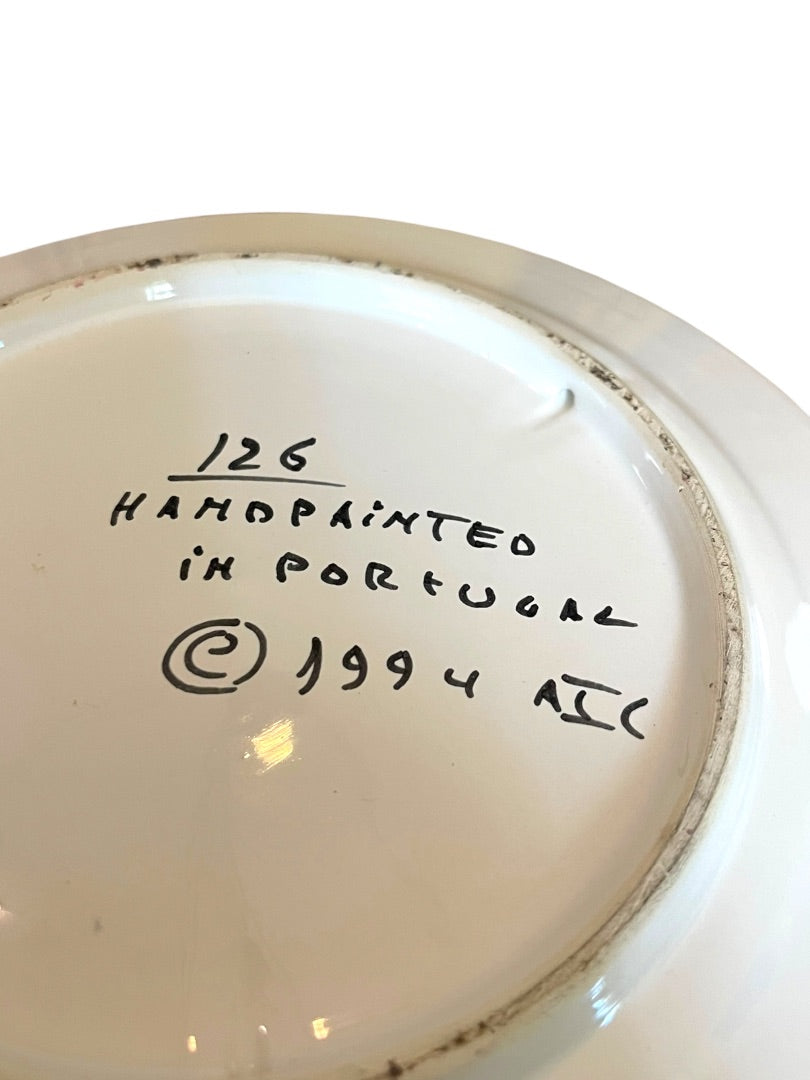 126
HANDPAiNTED
iN PORTUGAL
© 1994 AIC